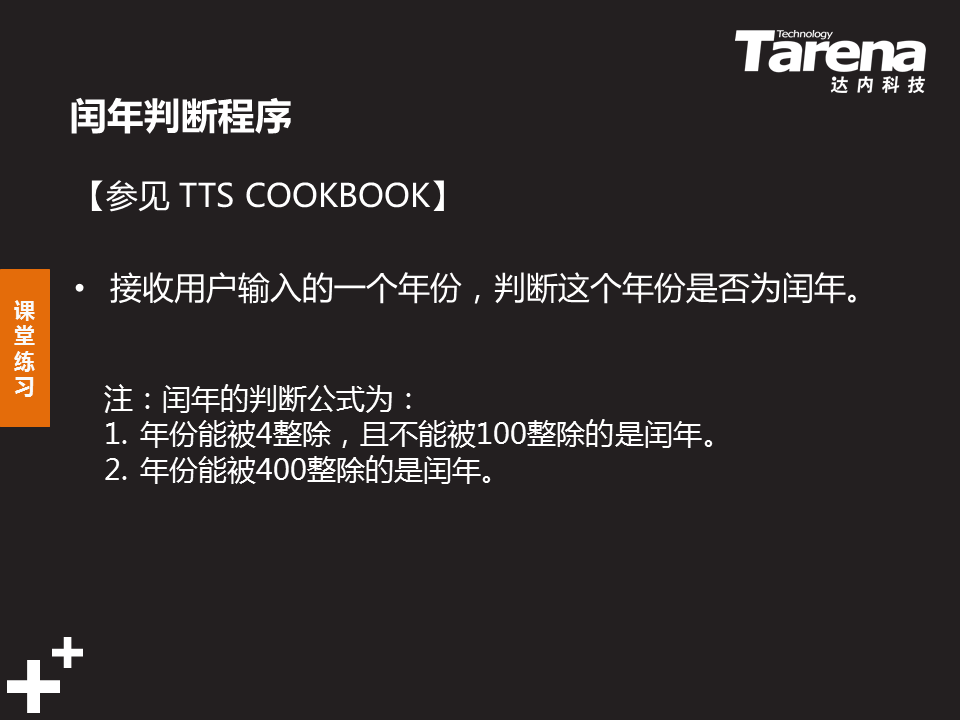 Technology
Tarena
达内科技
闰年判断程序
【参见 TTS COOKBOOK】
• 接收用户输入的一个年份，判断这个年份是否为闰年。
课堂练习
注：闰年的判断公式为：
1. 年份能被4整除，且不能被100整除的是闰年。
2. 年份能被400整除的是闰年。